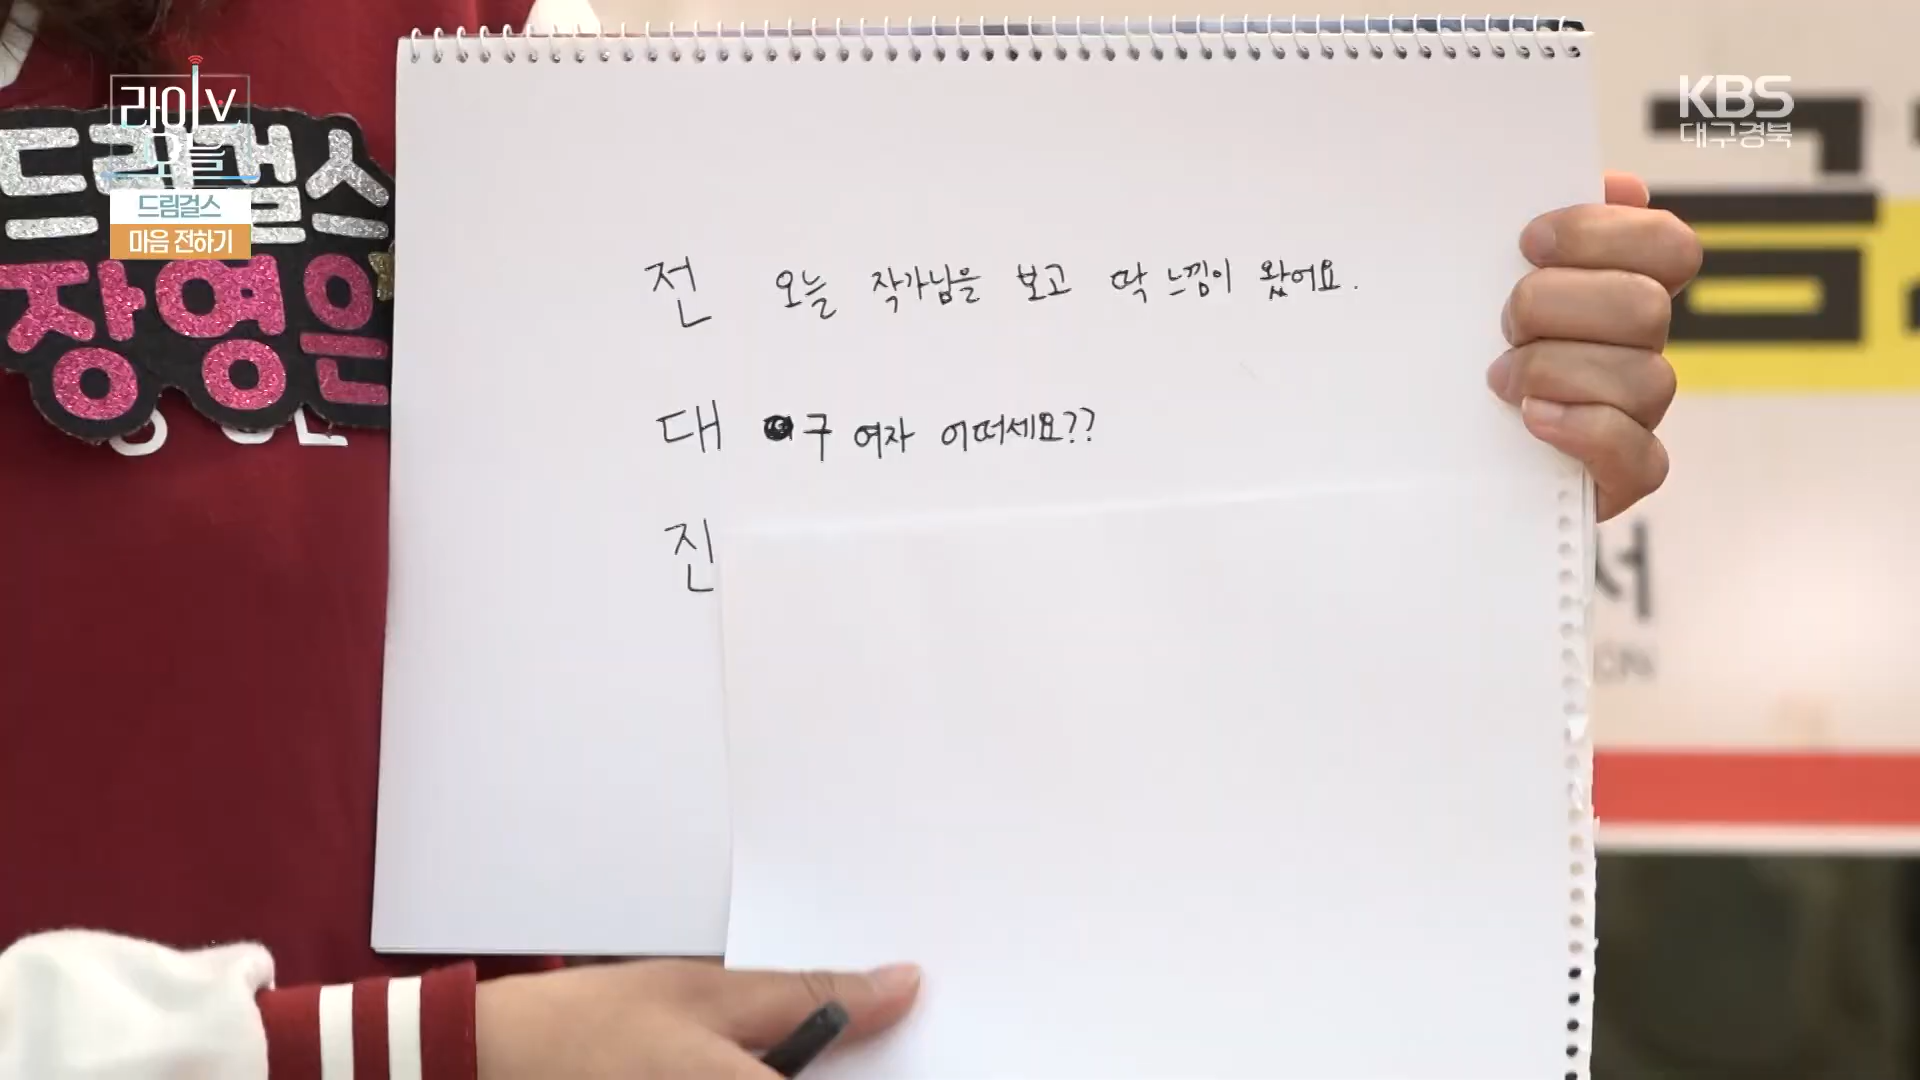 라이V
오늘
드림걸스
마음 전하기
KBS
대구경북
드림걸스
장영은
전 오늘 작가님을 보고 딱 느낌이 왔어요.
대 구 여자 어떠세요??
진
서